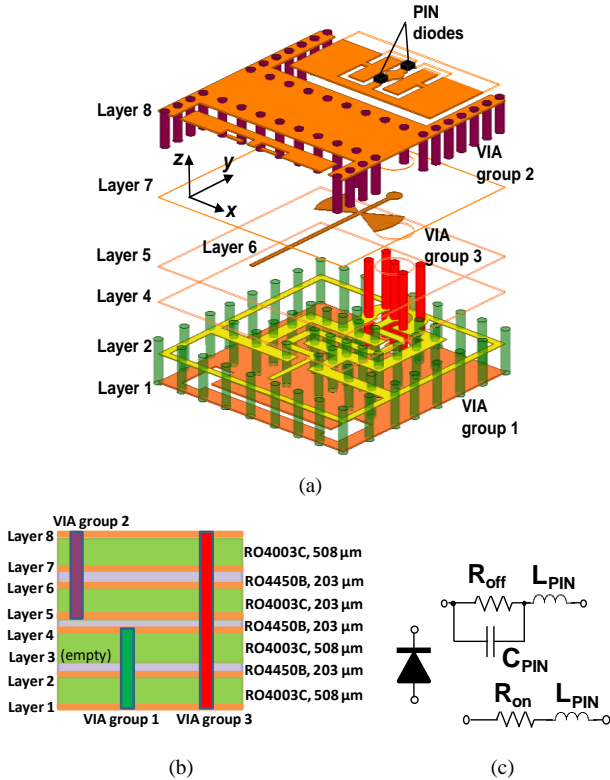 PIN
diodes
Layer 8
z
y
x
VIA
group 2
Layer 7
VIA
group 3
Layer 6
Layer 5
Layer 4
Layer 2
Layer 1
VIA
group 1
(a)
VIA group 2
Layer 8
RO4003C, 508 μm
Layer 7
RO4450B, 203 μm
Layer 6
RO4003C, 203 μm
Layer 5
RO4450B, 203 μm
Layer 4
RO4003C, 508 μm
Layer 3 (empty)
RO4450B, 203 μm
Layer 2
RO4003C, 508 μm
Layer 1
VIA group 1 VIA group 3
(b)
Roff LPIN
CPIN
Ron LPIN
(c)